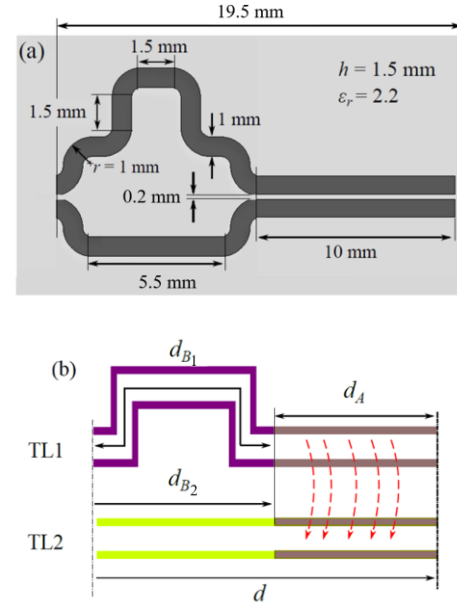 19.5 mm
(a)
1.5 mm
h = 1.5 mm
εr = 2.2
1.5 mm
1 mm
r = 1 mm
0.2 mm
10 mm
5.5 mm
(b)
dB1
dA
TL1
dB2
TL2
d